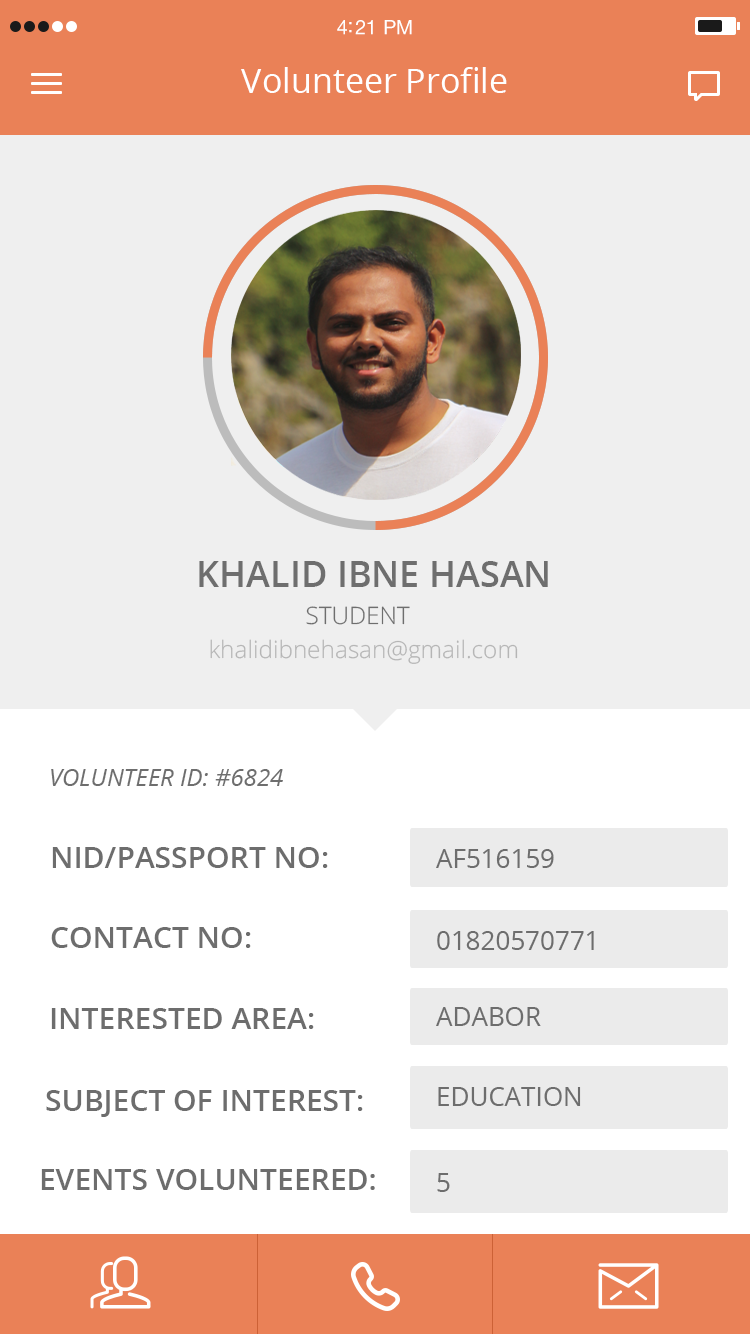 4:21 PM
Volunteer Profile
KHALID IBNE HASAN
STUDENT
khalidibnehasan@gmail.com
VOLUNTEER ID: #6824
NID/PASSPORT NO: AF516159
CONTACT NO: 01820570771
INTERESTED AREA: ADABOR
SUBJECT OF INTEREST: EDUCATION
EVENTS VOLUNTEERED: 5